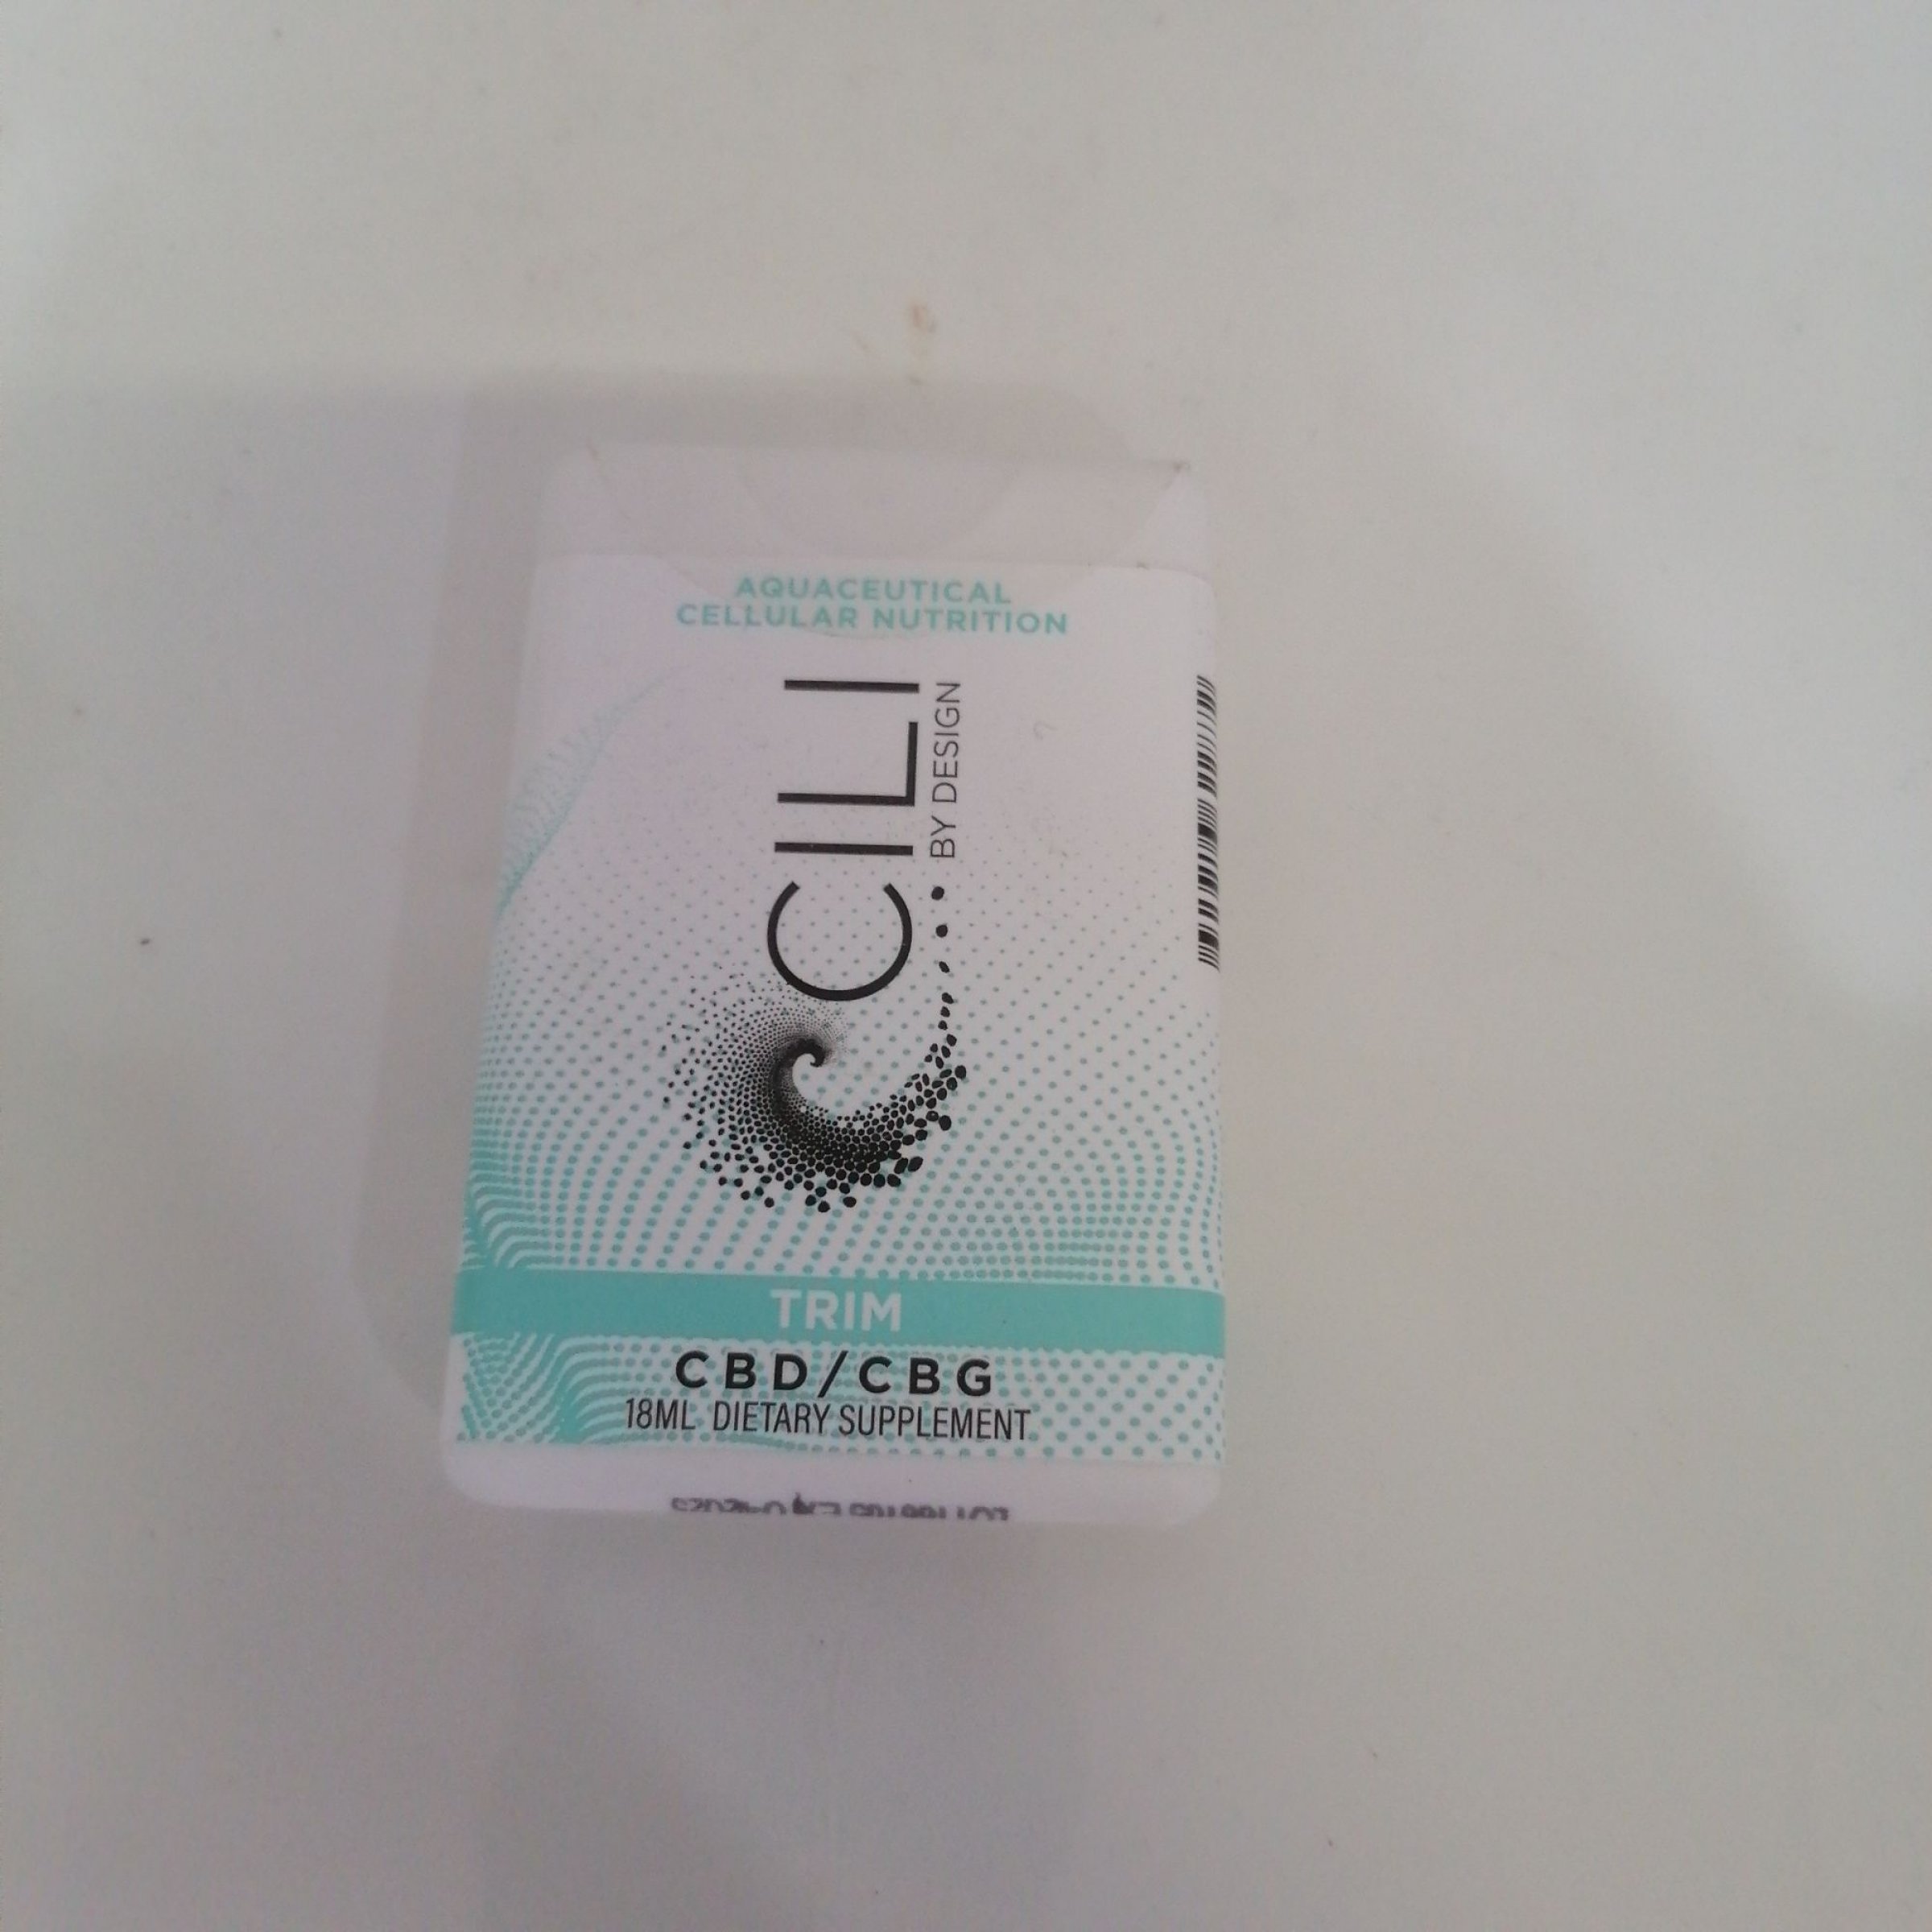 AQUACEUTICAL
CELLULAR NUTRITION
CILI
BY DESIGN
TRIM
CBD/CBG
18ML DIETARY SUPPLEMENT